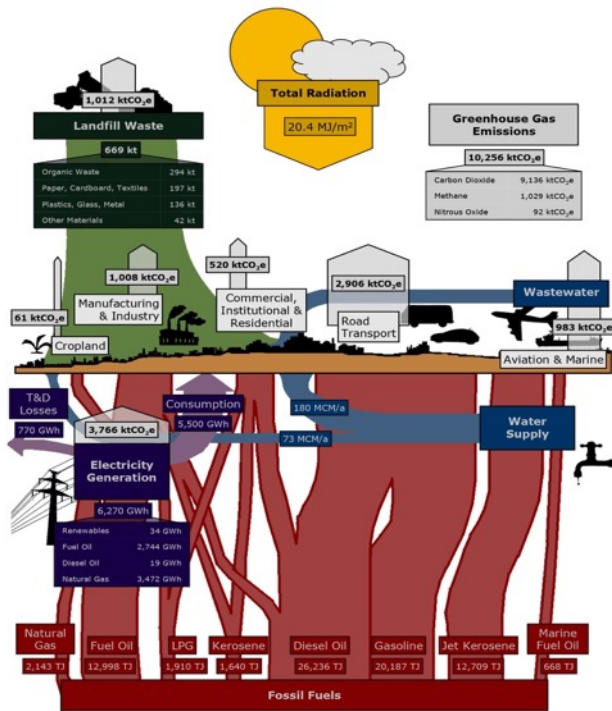 1,012 ktCO₂e
Landfill Waste
669 kt
Organic Waste 294 kt
Paper, Cardboard, Textiles 197 kt
Plastics, Glass, Metal 136 kt
Other Materials 42 kt
Total Radiation
20.4 MJ/m²
Greenhouse Gas
Emissions
10,256 ktCO₂e
Carbon Dioxide 9,136 ktCO₂e
Methane 1,029 ktCO₂e
Nitrous Oxide 92 ktCO₂e
61 ktCO₂e
Cropland
1,008 ktCO₂e
Manufacturing
& Industry
520 ktCO₂e
Commercial,
Institutional &
Residential
2,906 ktCO₂e
Road
Transport
Wastewater
983 ktCO₂e
Aviation & Marine
T&D
Losses
770 GWh
3,766 ktCO₂e
Electricity
Generation
6,270 GWh
Renewables 34 GWh
Fuel Oil 2,744 GWh
Diesel Oil 19 GWh
Natural Gas 3,472 GWh
Consumption
5,500 GWh
180 MCM/a
73 MCM/a
Water
Supply
Natural
Gas
2,143 TJ
Fuel Oil
12,998 TJ
LPG
1,910 TJ
Kerosene
1,640 TJ
Diesel Oil
26,236 TJ
Gasoline
20,187 TJ
Jet Kerosene
12,709 TJ
Marine
Fuel Oil
668 TJ
Fossil Fuels